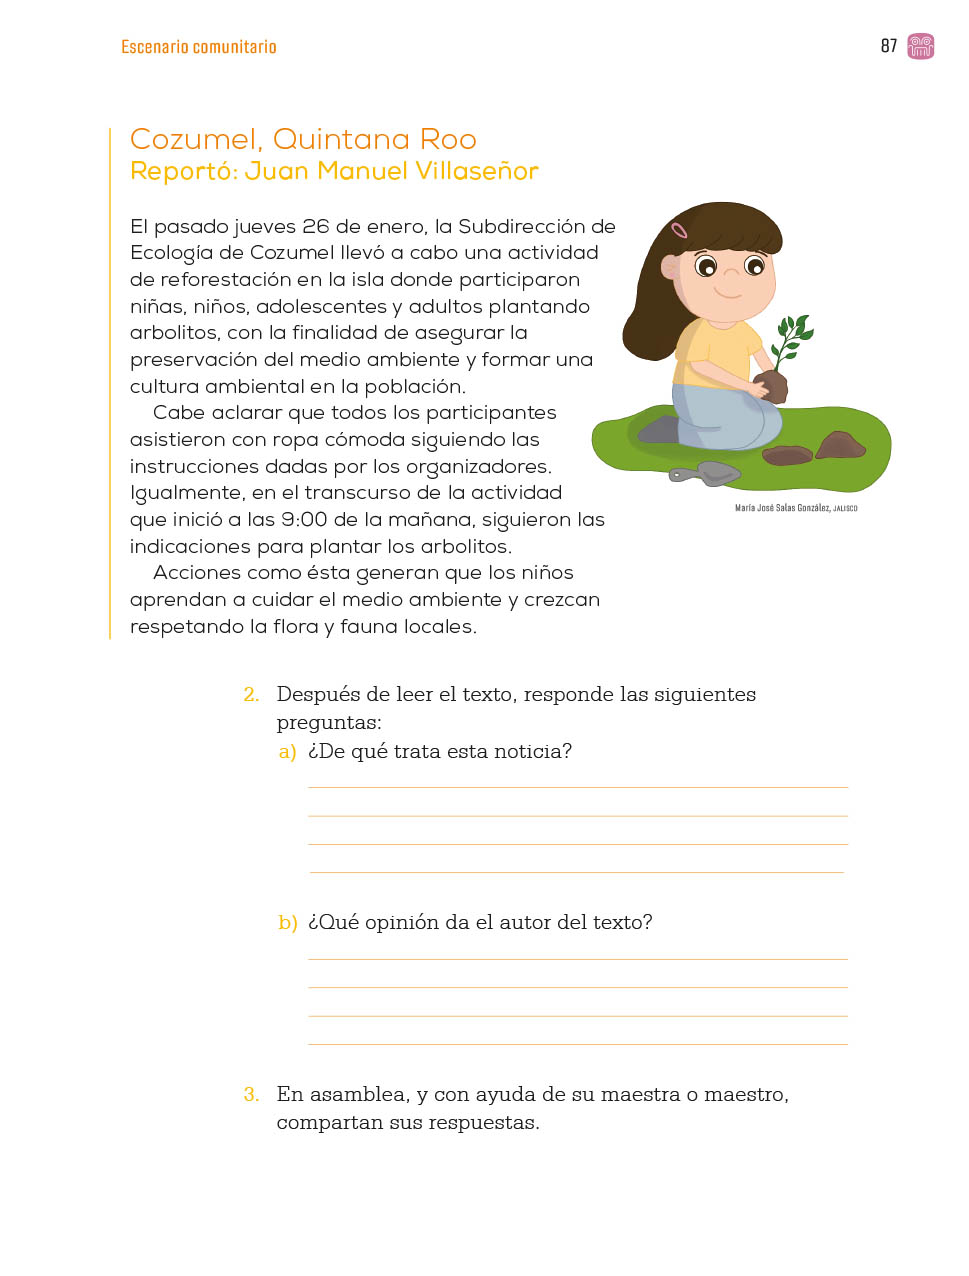 Escenario comunitario
87
Cozumel, Quintana Roo
Reportó: Juan Manuel Villaseñor
El pasado jueves 26 de enero, la Subdirección de
Ecología de Cozumel llevó a cabo una actividad
de reforestación en la isla donde participaron
niñas, niños, adolescentes y adultos plantando
arbolitos, con la finalidad de asegurar la
preservación del medio ambiente y formar una
cultura ambiental en la población.
Cabe aclarar que todos los participantes
asistieron con ropa cómoda siguiendo las
instrucciones dadas por los organizadores.
Igualmente, en el transcurso de la actividad
que inició a las 9:00 de la mañana, siguieron las
indicaciones para plantar los arbolitos.
Acciones como ésta generan que los niños
aprendan a cuidar el medio ambiente y crezcan
respetando la flora y fauna locales.
María José Salas González, JALISCO
2. Después de leer el texto, responde las siguientes
preguntas:
a) ¿De qué trata esta noticia?
b) ¿Qué opinión da el autor del texto?
3. En asamblea, y con ayuda de su maestra o maestro,
compartan sus respuestas.